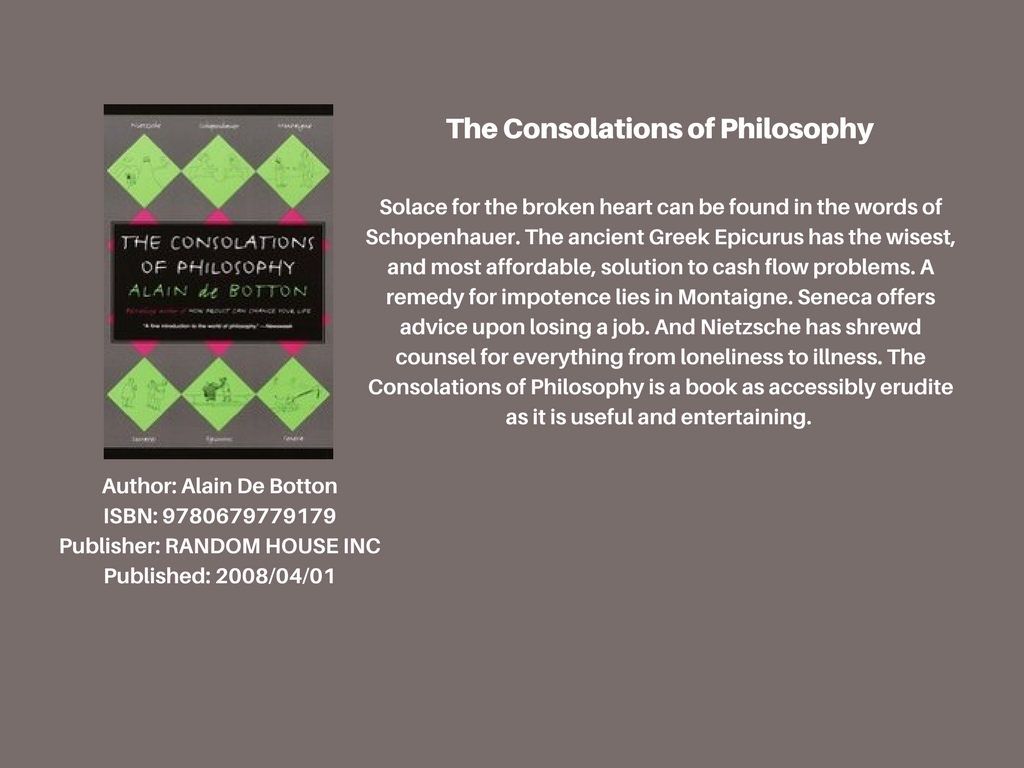 Nietzsche Schopenhauer Montaigne
THE CONSOLATIONS
OF PHILOSOPHY
ALAIN de BOTTON
Bestselling author of HOW PROUST CAN CHANGE YOUR LIFE
"A fine introduction to the world of philosophy." —Newsweek
Socrates Epicurus Seneca
Author: Alain De Botton
ISBN: 9780679779179
Publisher: RANDOM HOUSE INC
Published: 2008/04/01
The Consolations of Philosophy
Solace for the broken heart can be found in the words of
Schopenhauer. The ancient Greek Epicurus has the wisest,
and most affordable, solution to cash flow problems. A
remedy for impotence lies in Montaigne. Seneca offers
advice upon losing a job. And Nietzsche has shrewd
counsel for everything from loneliness to illness. The
Consolations of Philosophy is a book as accessibly erudite
as it is useful and entertaining.